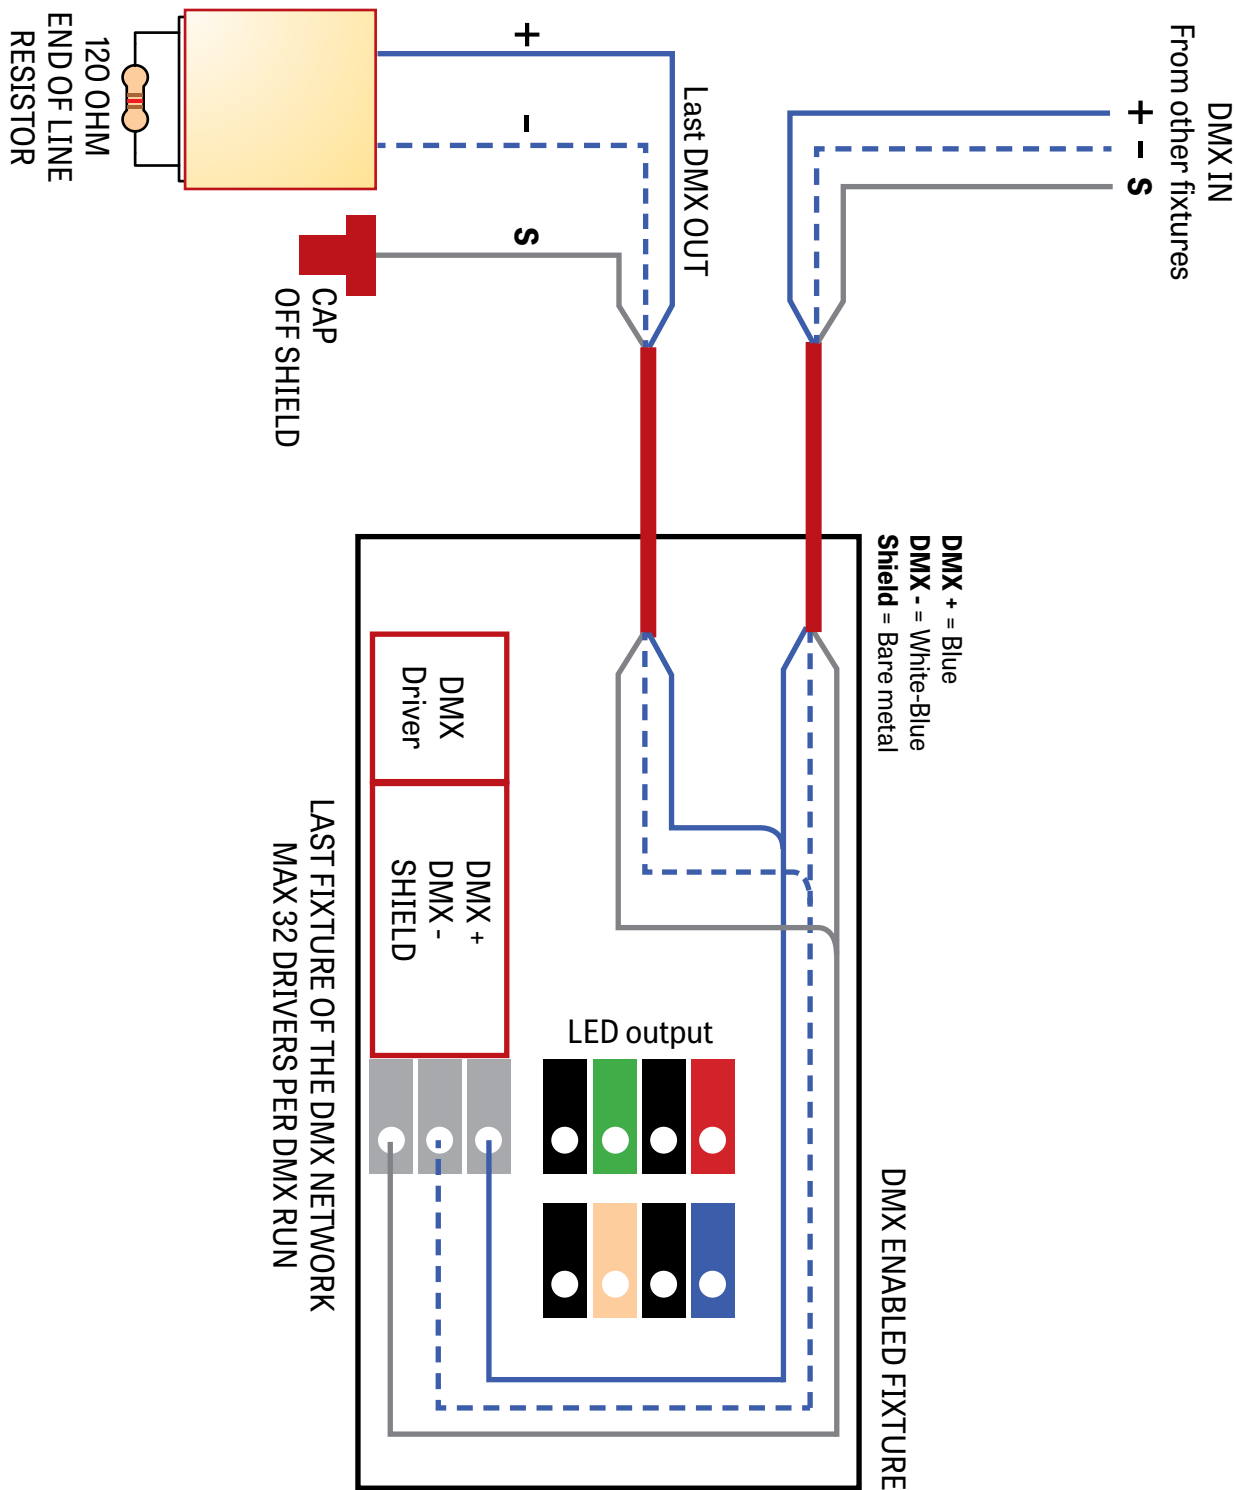 DMX IN
From other fixtures
+
-
S
Last DMX OUT
+
-
S
120 OHM
END OF LINE
RESISTOR
CAP
OFF SHIELD
DMX + = Blue
DMX - = White-Blue
Shield = Bare metal
DMX ENABLED FIXTURE
LED output
DMX
Driver
DMX +
DMX -
SHIELD
LAST FIXTURE OF THE DMX NETWORK
MAX 32 DRIVERS PER DMX RUN